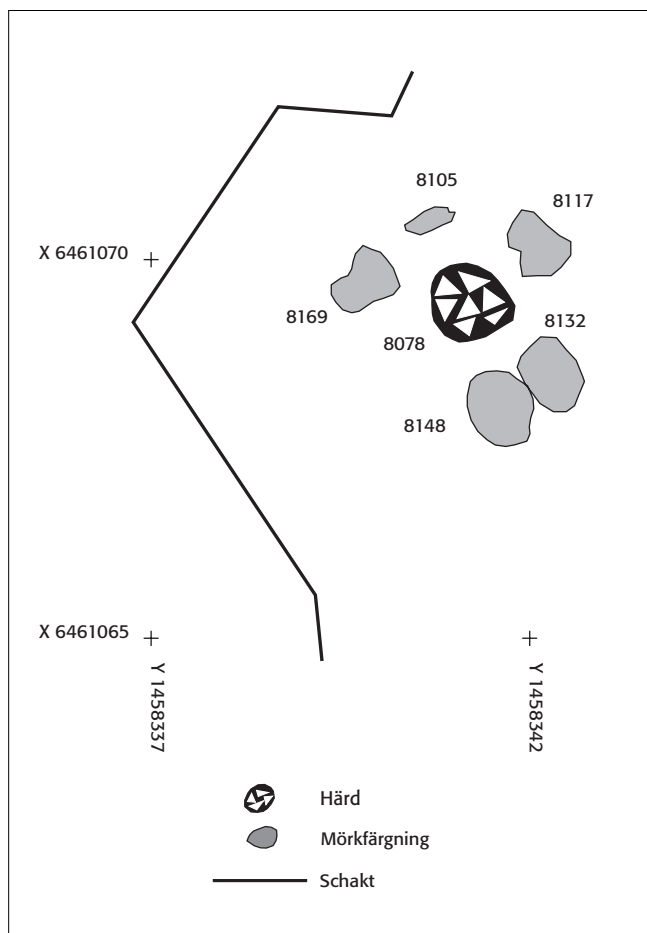 8105
8117
X 6461070
8169
8132
8078
8148
X 6461065
Y 1458337
Y 1458342
Härd
Mörkfärgning
Schakt